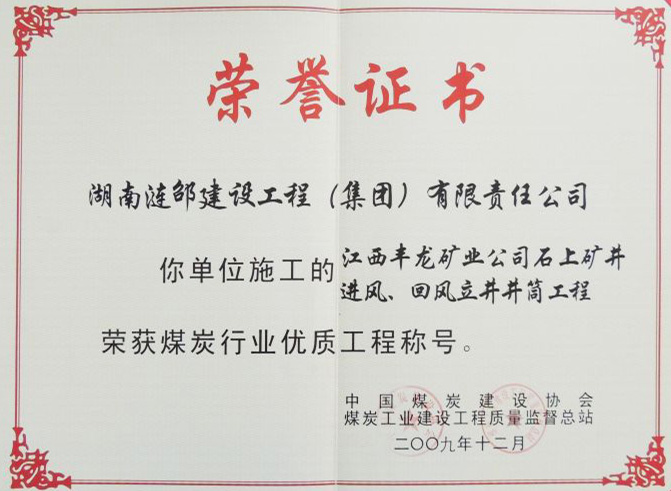 荣誉证书
湖南涟邵建设工程（集团）有限责任公司
你单位施工的江西丰龙矿业公司石上矿井
进风、回风立井井筒工程
荣获煤炭行业优质工程称号。
中国煤炭建设协会
煤炭工业建设工程质量监督总站
二〇〇九年十二月